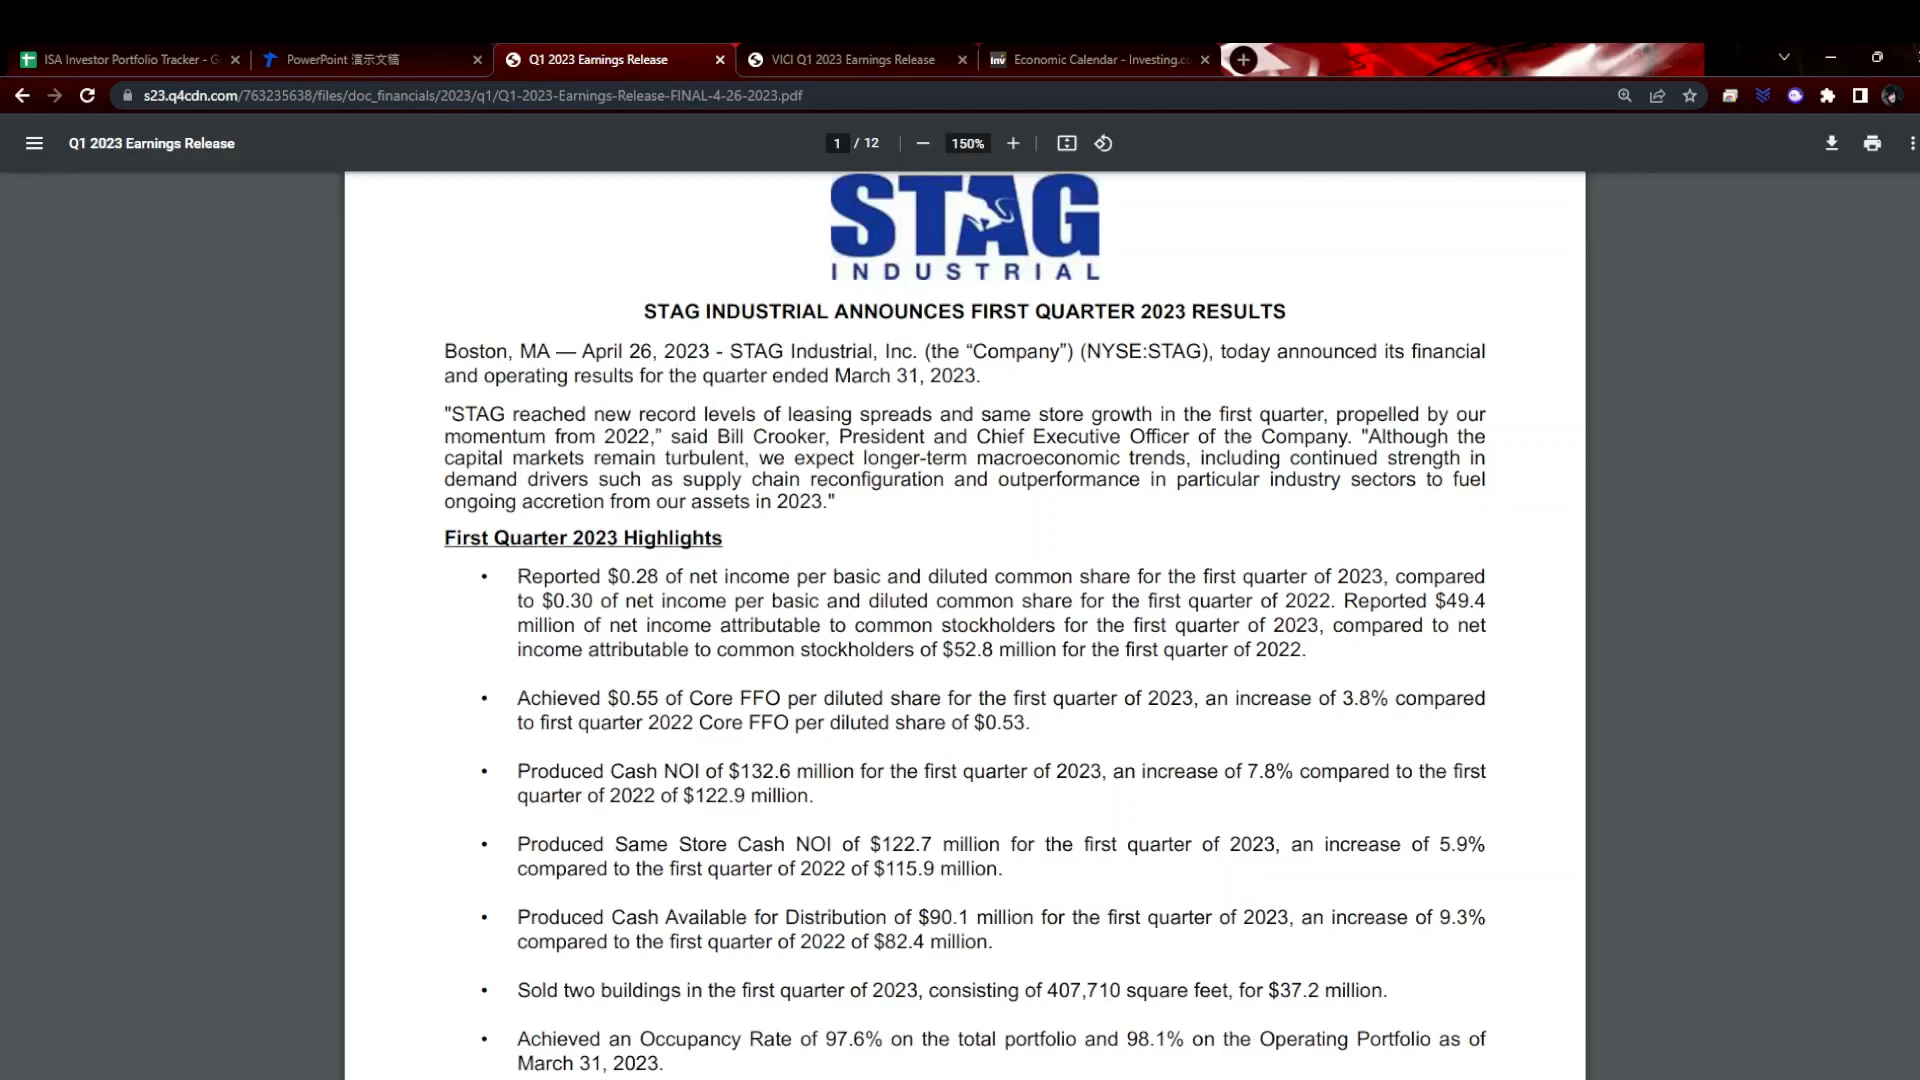 ISA Investor Portfolio Tracker - G
PowerPoint 演示文稿
Q1 2023 Earnings Release
VICI Q1 2023 Earnings Release
Inv
Economic Calendar - Investing.c
s23.q4cdn.com/763235638/files/doc_financials/2023/q1/Q1-2023-Earnings-Release-FINAL-4-26-2023.pdf
Q1 2023 Earnings Release
1 / 12
150%
STAG
INDUSTRIAL
STAG INDUSTRIAL ANNOUNCES FIRST QUARTER 2023 RESULTS
Boston, MA — April 26, 2023 - STAG Industrial, Inc. (the “Company”) (NYSE:STAG), today announced its financial
and operating results for the quarter ended March 31, 2023.
"STAG reached new record levels of leasing spreads and same store growth in the first quarter, propelled by our
momentum from 2022,” said Bill Crooker, President and Chief Executive Officer of the Company. "Although the
capital markets remain turbulent, we expect longer-term macroeconomic trends, including continued strength in
demand drivers such as supply chain reconfiguration and outperformance in particular industry sectors to fuel
ongoing accretion from our assets in 2023."
First Quarter 2023 Highlights
• Reported $0.28 of net income per basic and diluted common share for the first quarter of 2023, compared
to $0.30 of net income per basic and diluted common share for the first quarter of 2022. Reported $49.4
million of net income attributable to common stockholders for the first quarter of 2023, compared to net
income attributable to common stockholders of $52.8 million for the first quarter of 2022.
• Achieved $0.55 of Core FFO per diluted share for the first quarter of 2023, an increase of 3.8% compared
to first quarter 2022 Core FFO per diluted share of $0.53.
• Produced Cash NOI of $132.6 million for the first quarter of 2023, an increase of 7.8% compared to the first
quarter of 2022 of $122.9 million.
• Produced Same Store Cash NOI of $122.7 million for the first quarter of 2023, an increase of 5.9%
compared to the first quarter of 2022 of $115.9 million.
• Produced Cash Available for Distribution of $90.1 million for the first quarter of 2023, an increase of 9.3%
compared to the first quarter of 2022 of $82.4 million.
• Sold two buildings in the first quarter of 2023, consisting of 407,710 square feet, for $37.2 million.
• Achieved an Occupancy Rate of 97.6% on the total portfolio and 98.1% on the Operating Portfolio as of
March 31, 2023.